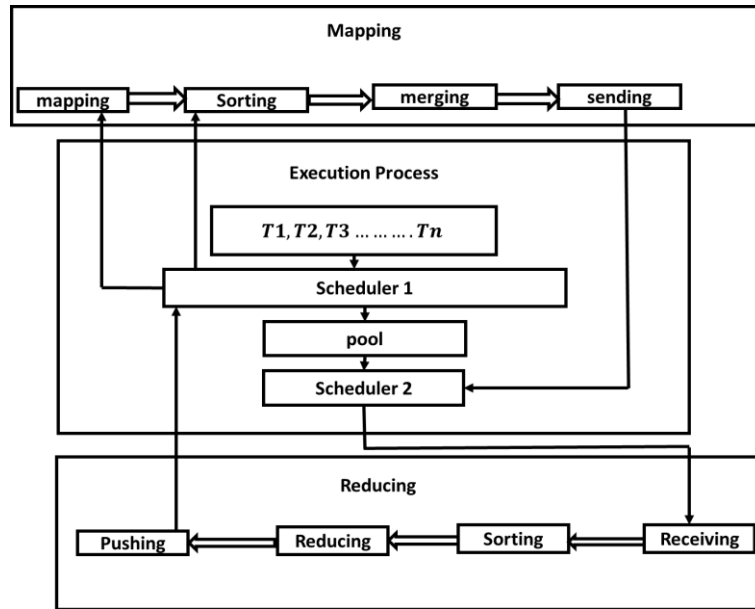 Mapping
mapping
Sorting
merging
sending
Execution Process
T1, T2, T3 ... ... ... . Tn
Scheduler 1
pool
Scheduler 2
Reducing
Pushing
Reducing
Sorting
Receiving